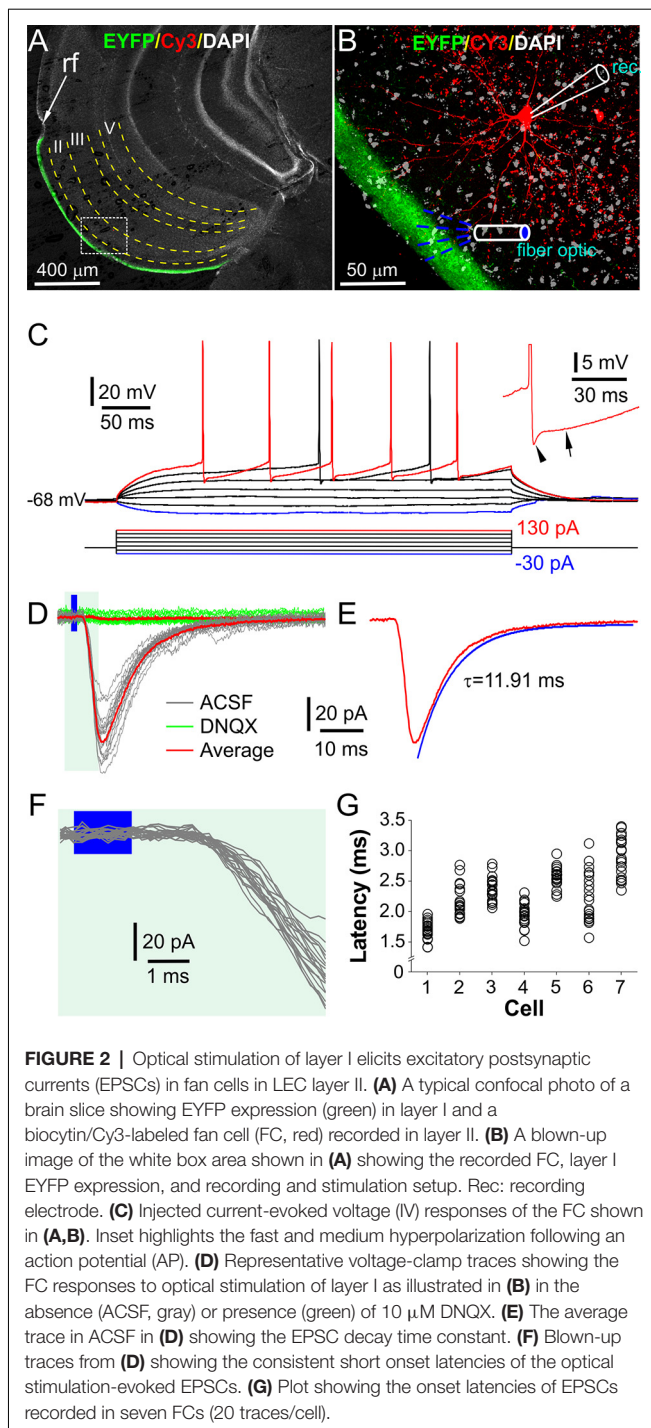 A
EYFP/Cy3/DAPI
rf
II
III
V
400 μm
B
EYFP/CY3/DAPI
rec
fiber optic
50 μm
C
20 mV
50 ms
5 mV
30 ms
-68 mV
130 pA
-30 pA
D
E
ACSF
DNQX
Average
20 pA
10 ms
τ=11.91 ms
F
20 pA
1 ms
G
Latency (ms)
3.5
3.0
2.5
2.0
1.5
0
1 2 3 4 5 6 7
Cell
FIGURE 2 | Optical stimulation of layer I elicits excitatory postsynaptic
currents (EPSCs) in fan cells in LEC layer II. (A) A typical confocal photo of a
brain slice showing EYFP expression (green) in layer I and a
biocytin/Cy3-labeled fan cell (FC, red) recorded in layer II. (B) A blown-up
image of the white box area shown in (A) showing the recorded FC, layer I
EYFP expression, and recording and stimulation setup. Rec: recording
electrode. (C) Injected current-evoked voltage (IV) responses of the FC shown
in (A,B). Inset highlights the fast and medium hyperpolarization following an
action potential (AP). (D) Representative voltage-clamp traces showing the
FC responses to optical stimulation of layer I as illustrated in (B) in the
absence (ACSF, gray) or presence (green) of 10 μM DNQX. (E) The average
trace in ACSF in (D) showing the EPSC decay time constant. (F) Blown-up
traces from (D) showing the consistent short onset latencies of the optical
stimulation-evoked EPSCs. (G) Plot showing the onset latencies of EPSCs
recorded in seven FCs (20 traces/cell).